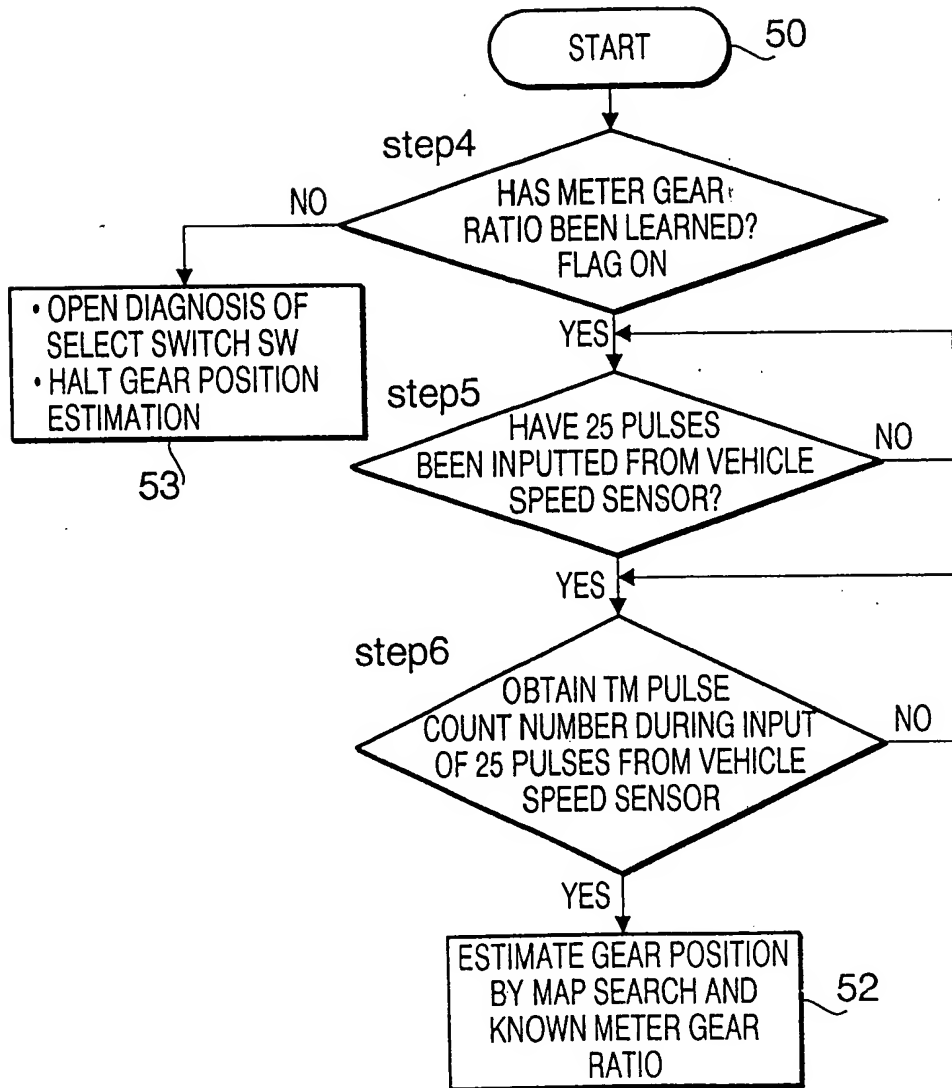 START
50
step4
HAS METER GEAR
RATIO BEEN LEARNED?
FLAG ON
NO
• OPEN DIAGNOSIS OF
SELECT SWITCH SW
• HALT GEAR POSITION
ESTIMATION
53
YES
step5
HAVE 25 PULSES
BEEN INPUTTED FROM VEHICLE
SPEED SENSOR?
NO
YES
step6
OBTAIN TM PULSE
COUNT NUMBER DURING INPUT
OF 25 PULSES FROM VEHICLE
SPEED SENSOR
NO
YES
ESTIMATE GEAR POSITION
BY MAP SEARCH AND
KNOWN METER GEAR
RATIO
52